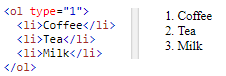 <ol type="1">
  <li>Coffee</li>
  <li>Tea</li>
  <li>Milk</li>
</ol>
1. Coffee
2. Tea
3. Milk